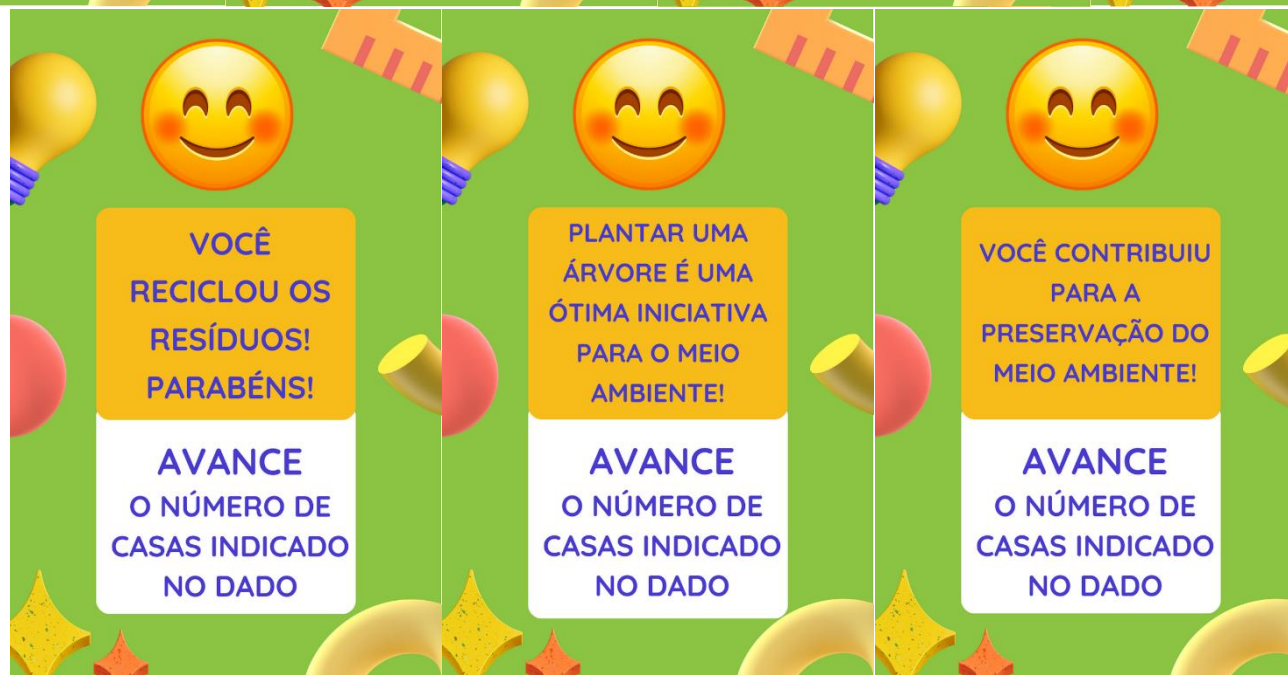 VOCÊ
RECICLOU OS
RESÍDUOS!
PARABÉNS!
AVANCE
O NÚMERO DE
CASAS INDICADO
NO DADO
PLANTAR UMA
ÁRVORE É UMA
ÓTIMA INICIATIVA
PARA O MEIO
AMBIENTE!
AVANCE
O NÚMERO DE
CASAS INDICADO
NO DADO
VOCÊ CONTRIBUIU
PARA A
PRESERVAÇÃO DO
MEIO AMBIENTE!
AVANCE
O NÚMERO DE
CASAS INDICADO
NO DADO